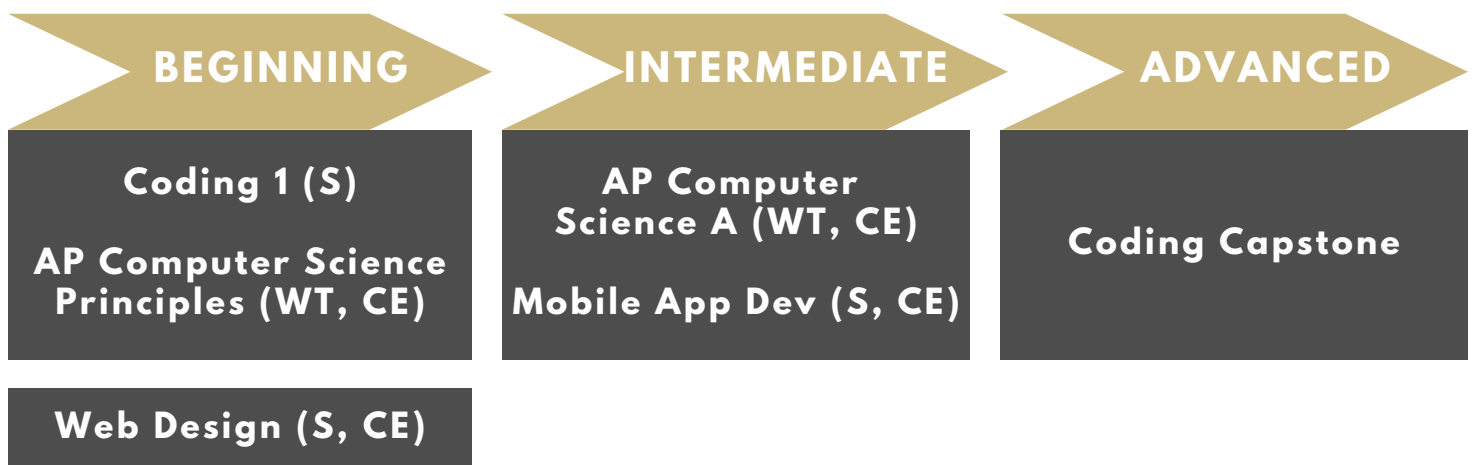 BEGINNING
INTERMEDIATE
ADVANCED
Coding 1 (S)
AP Computer Science
Principles (WT, CE)
AP Computer
Science A (WT, CE)
Mobile App Dev (S, CE)
Coding Capstone
Web Design (S, CE)